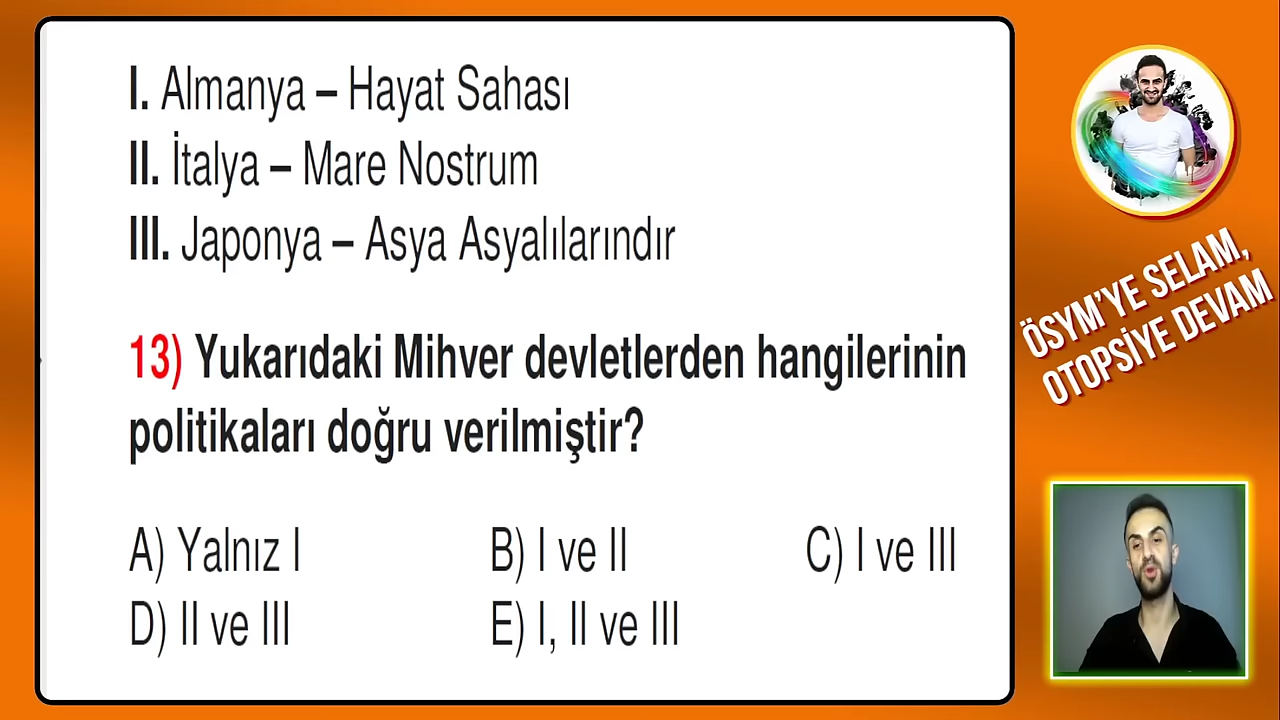 I. Almanya – Hayat Sahası
II. İtalya – Mare Nostrum
III. Japonya – Asya Asyalılarındır
13) Yukarıdaki Mihver devletlerden hangilerinin
politikaları doğru verilmiştir?
A) Yalnız I B) I ve II C) I ve III
D) II ve III E) I, II ve III
ÖSYM'YE SELAM,
OTOPSİYE DEVAM